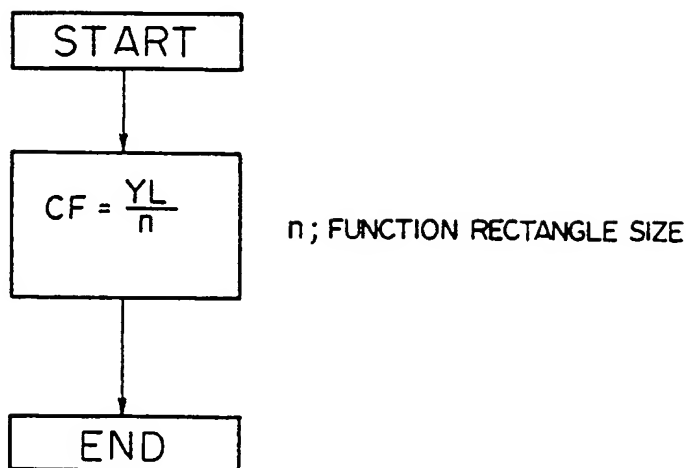 START
CF = YL/n
n; FUNCTION RECTANGLE SIZE
END